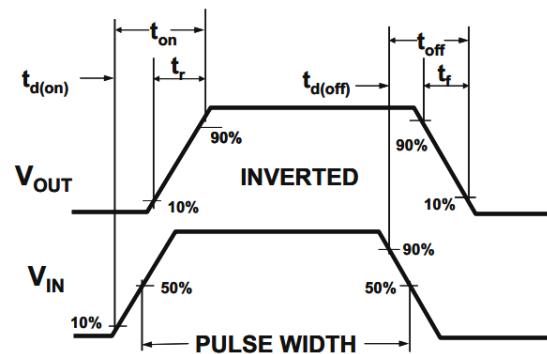 t_on
t_off
t_d(on)
t_r
t_d(off)
t_f
90%
90%
V_OUT
INVERTED
10%
10%
90%
V_IN
50%
50%
10%
PULSE WIDTH